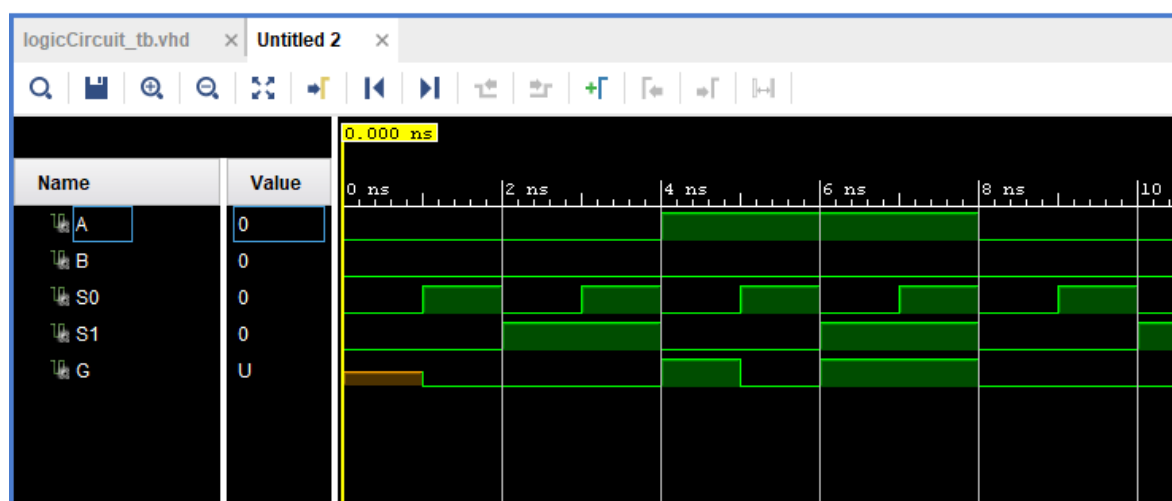 logicCircuit_tb.vhd × Untitled 2 ×
0.000 ns
Name Value 0 ns 2 ns 4 ns 6 ns 8 ns 10
A 0
B 0
S0 0
S1 0
G U